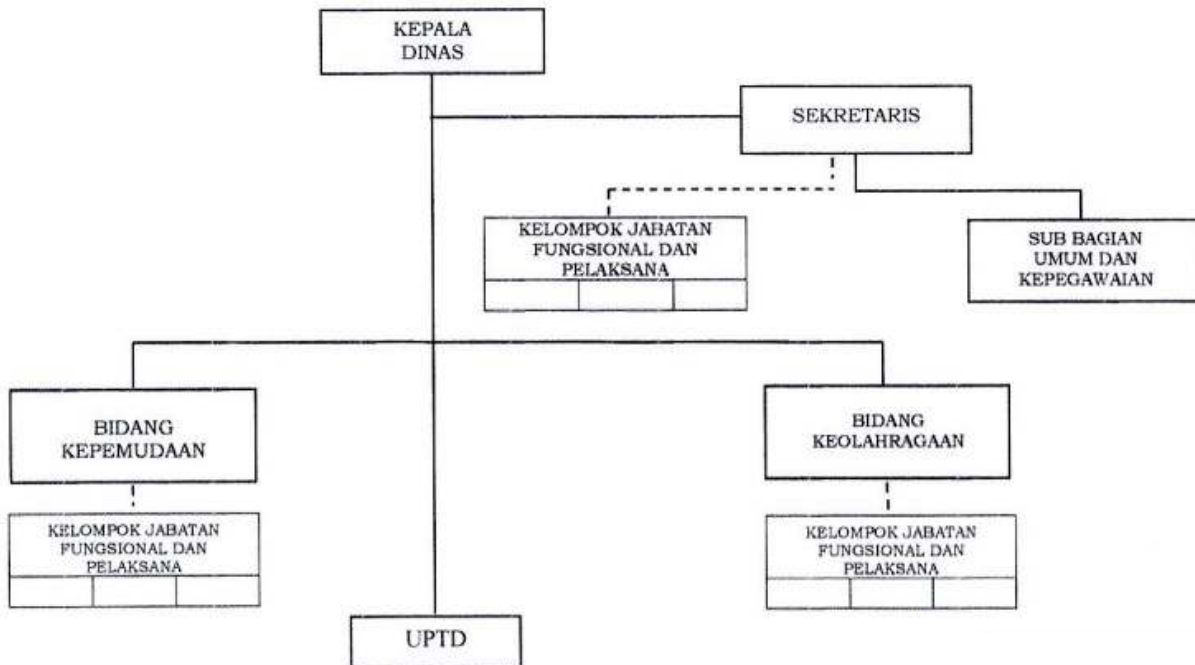 KEPALA
DINAS
SEKRETARIS
KELOMPOK JABATAN
FUNGSIONAL DAN
PELAKSANA
SUB BAGIAN
UMUM DAN
KEPEGAWAIAN
BIDANG
KEPEMUDAAN
BIDANG
KEOLAHRAGAAN
KELOMPOK JABATAN
FUNGSIONAL DAN
PELAKSANA
KELOMPOK JABATAN
FUNGSIONAL DAN
PELAKSANA
UPTD